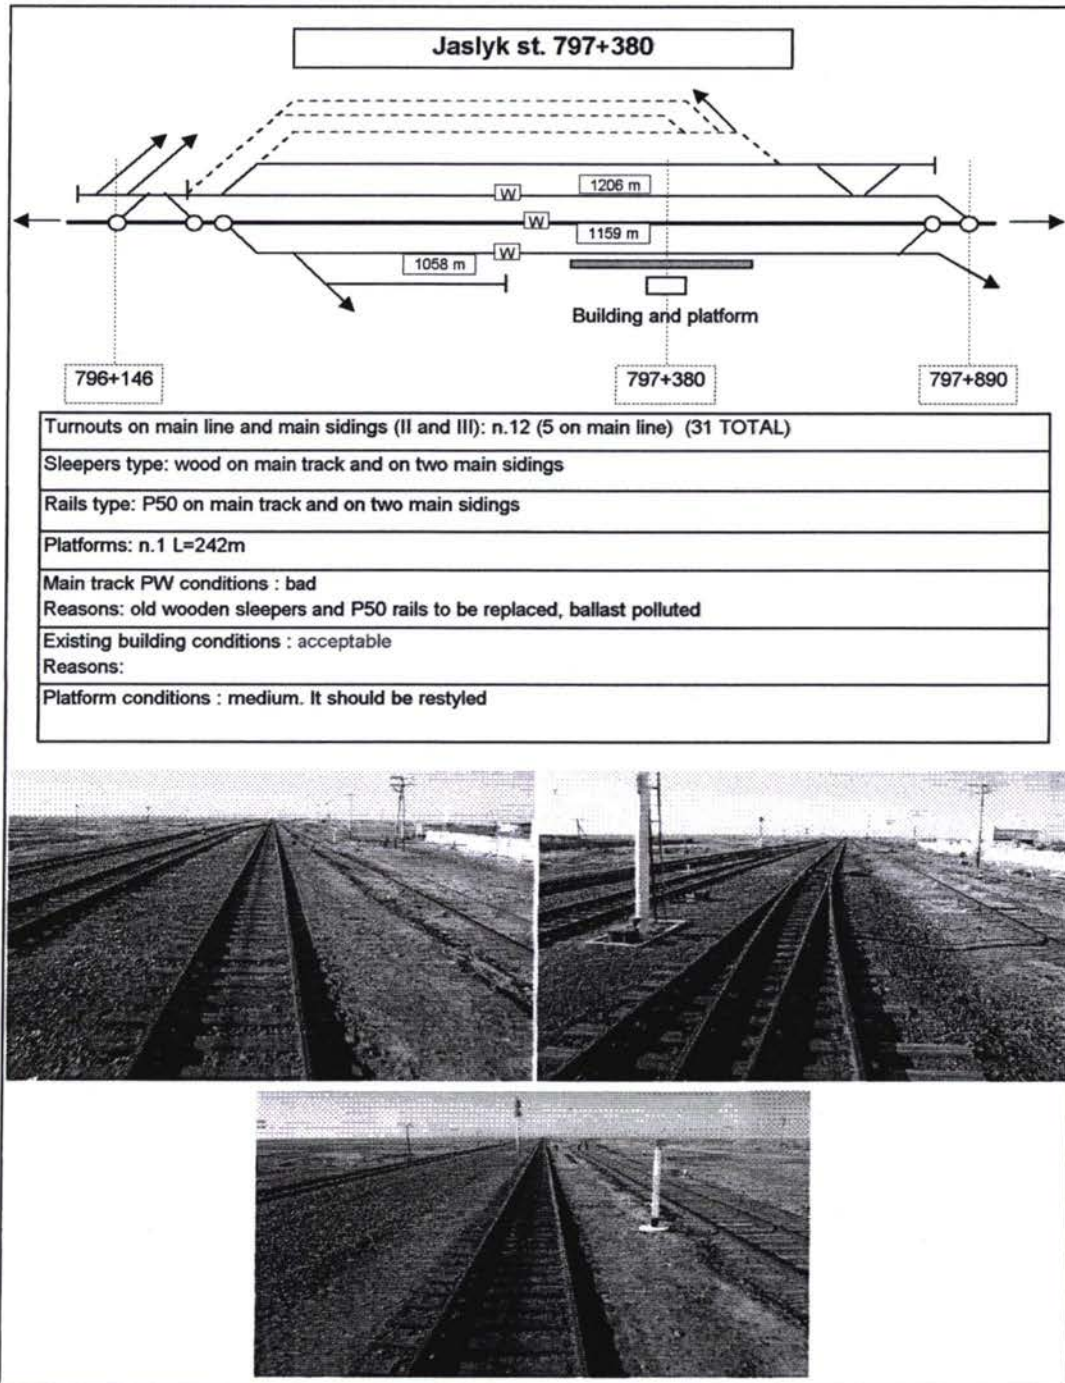 Jaslyk st. 797+380
W
1206 m
W
1159 m
W
1058 m
Building and platform
796+146
797+380
797+890
Turnouts on main line and main sidings (II and III): n.12 (5 on main line) (31 TOTAL)
Sleepers type: wood on main track and on two main sidings
Rails type: P50 on main track and on two main sidings
Platforms: n.1 L=242m
Main track PW conditions : bad
Reasons: old wooden sleepers and P50 rails to be replaced, ballast polluted
Existing building conditions : acceptable
Reasons:
Platform conditions : medium. It should be restyled